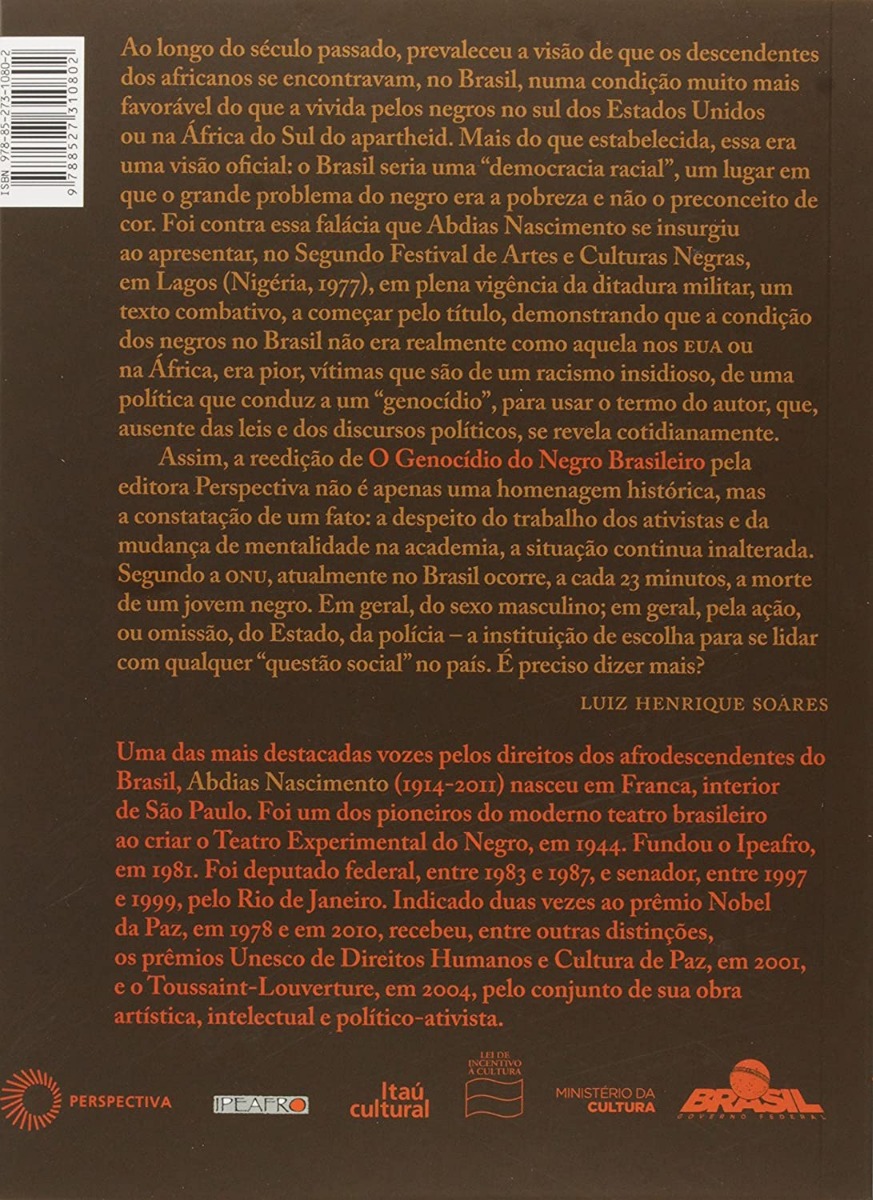 ISBN 978-85-273-1080-2
9 788527 310802
Ao longo do século passado, prevaleceu a visão de que os descendentes
dos africanos se encontravam, no Brasil, numa condição muito mais
favorável do que a vivida pelos negros no sul dos Estados Unidos
ou na África do Sul do apartheid. Mais do que estabelecida, essa era
uma visão oficial: o Brasil seria uma “democracia racial”, um lugar em
que o grande problema do negro era a pobreza e não o preconceito de
cor. Foi contra essa falácia que Abdias Nascimento se insurgiu
ao apresentar, no Segundo Festival de Artes e Culturas Negras,
em Lagos (Nigéria, 1977), em plena vigência da ditadura militar, um
texto combativo, a começar pelo título, demonstrando que a condição
dos negros no Brasil não era realmente como aquela nos EUA ou
na África, era pior, vítimas que são de um racismo insidioso, de uma
política que conduz a um “genocídio”, para usar o termo do autor, que,
ausente das leis e dos discursos políticos, se revela cotidianamente.
Assim, a reedição de O Genocídio do Negro Brasileiro pela
editora Perspectiva não é apenas uma homenagem histórica, mas
a constatação de um fato: a despeito do trabalho dos ativistas e da
mudança de mentalidade na academia, a situação continua inalterada.
Segundo a ONU, atualmente no Brasil ocorre, a cada 23 minutos, a morte
de um jovem negro. Em geral, do sexo masculino; em geral, pela ação,
ou omissão, do Estado, da polícia – a instituição de escolha para se lidar
com qualquer “questão social” no país. É preciso dizer mais?
LUIZ HENRIQUE SOARES
Uma das mais destacadas vozes pelos direitos dos afrodescendentes do
Brasil, Abdias Nascimento (1914-2011) nasceu em Franca, interior
de São Paulo. Foi um dos pioneiros do moderno teatro brasileiro
ao criar o Teatro Experimental do Negro, em 1944. Fundou o Ipeafro,
em 1981. Foi deputado federal, entre 1983 e 1987, e senador, entre 1997
e 1999, pelo Rio de Janeiro. Indicado duas vezes ao prêmio Nobel
da Paz, em 1978 e em 2010, recebeu, entre outras distinções,
os prêmios Unesco de Direitos Humanos e Cultura de Paz, em 2001,
e o Toussaint-Louverture, em 2004, pelo conjunto de sua obra
artística, intelectual e político-ativista.
PERSPECTIVA
IPEAFRO
Itaú
cultural
LEI DE
INCENTIVO
À CULTURA
MINISTÉRIO DA
CULTURA
BRASIL
GOVERNO FEDERAL